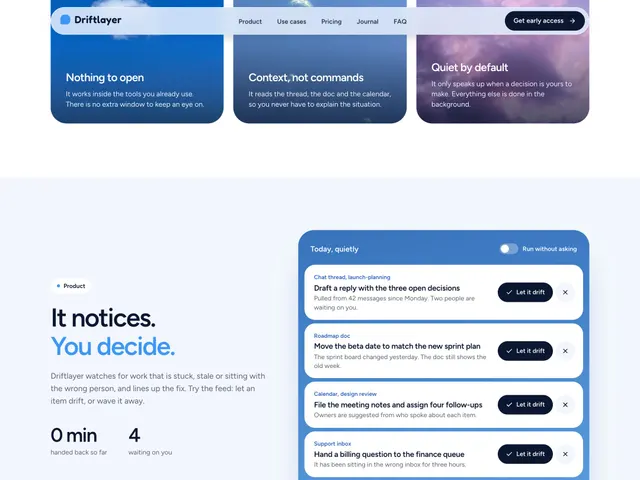 Driftlayer
Product
Use cases
Pricing
Journal
FAQ
Get early access
Nothing to open
It works inside the tools you already use.
There is no extra window to keep an eye on.
Context, not commands
It reads the thread, the doc and the calendar,
so you never have to explain the situation.
Quiet by default
It only speaks up when a decision is yours to
make. Everything else is done in the
background.
Product
It notices.
You decide.
Driftlayer watches for work that is stuck, stale or sitting with
the wrong person, and lines up the fix. Try the feed: let an
item drift, or wave it away.
0 min
handed back so far
4
waiting on you
Today, quietly
Run without asking
Chat thread, launch-planning
Draft a reply with the three open decisions
Pulled from 42 messages since Monday. Two people are
waiting on you.
Let it drift
Roadmap doc
Move the beta date to match the new sprint plan
The sprint board changed yesterday. The doc still shows the
old week.
Let it drift
Calendar, design review
File the meeting notes and assign four follow-ups
Owners are suggested from who spoke about each item.
Let it drift
Support inbox
Hand a billing question to the finance queue
It has been sitting in the wrong inbox for three hours.
Let it drift